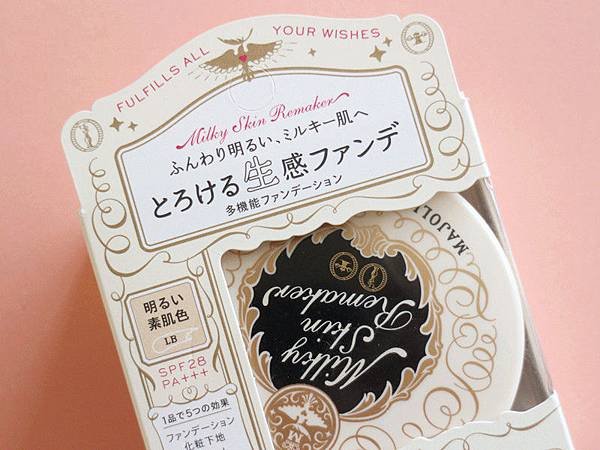 FULFILLS ALL YOUR WISHES
Milky Skin Remaker
ふんわり明るい、ミルキー肌へ
とろける生感ファンデ
多機能ファンデーション
MAJOLI
Milky
Skin
Remaker
明るい
素肌色
LB
SPF28
PA+++
1品で5つの効果
ファンデーション
化粧下地